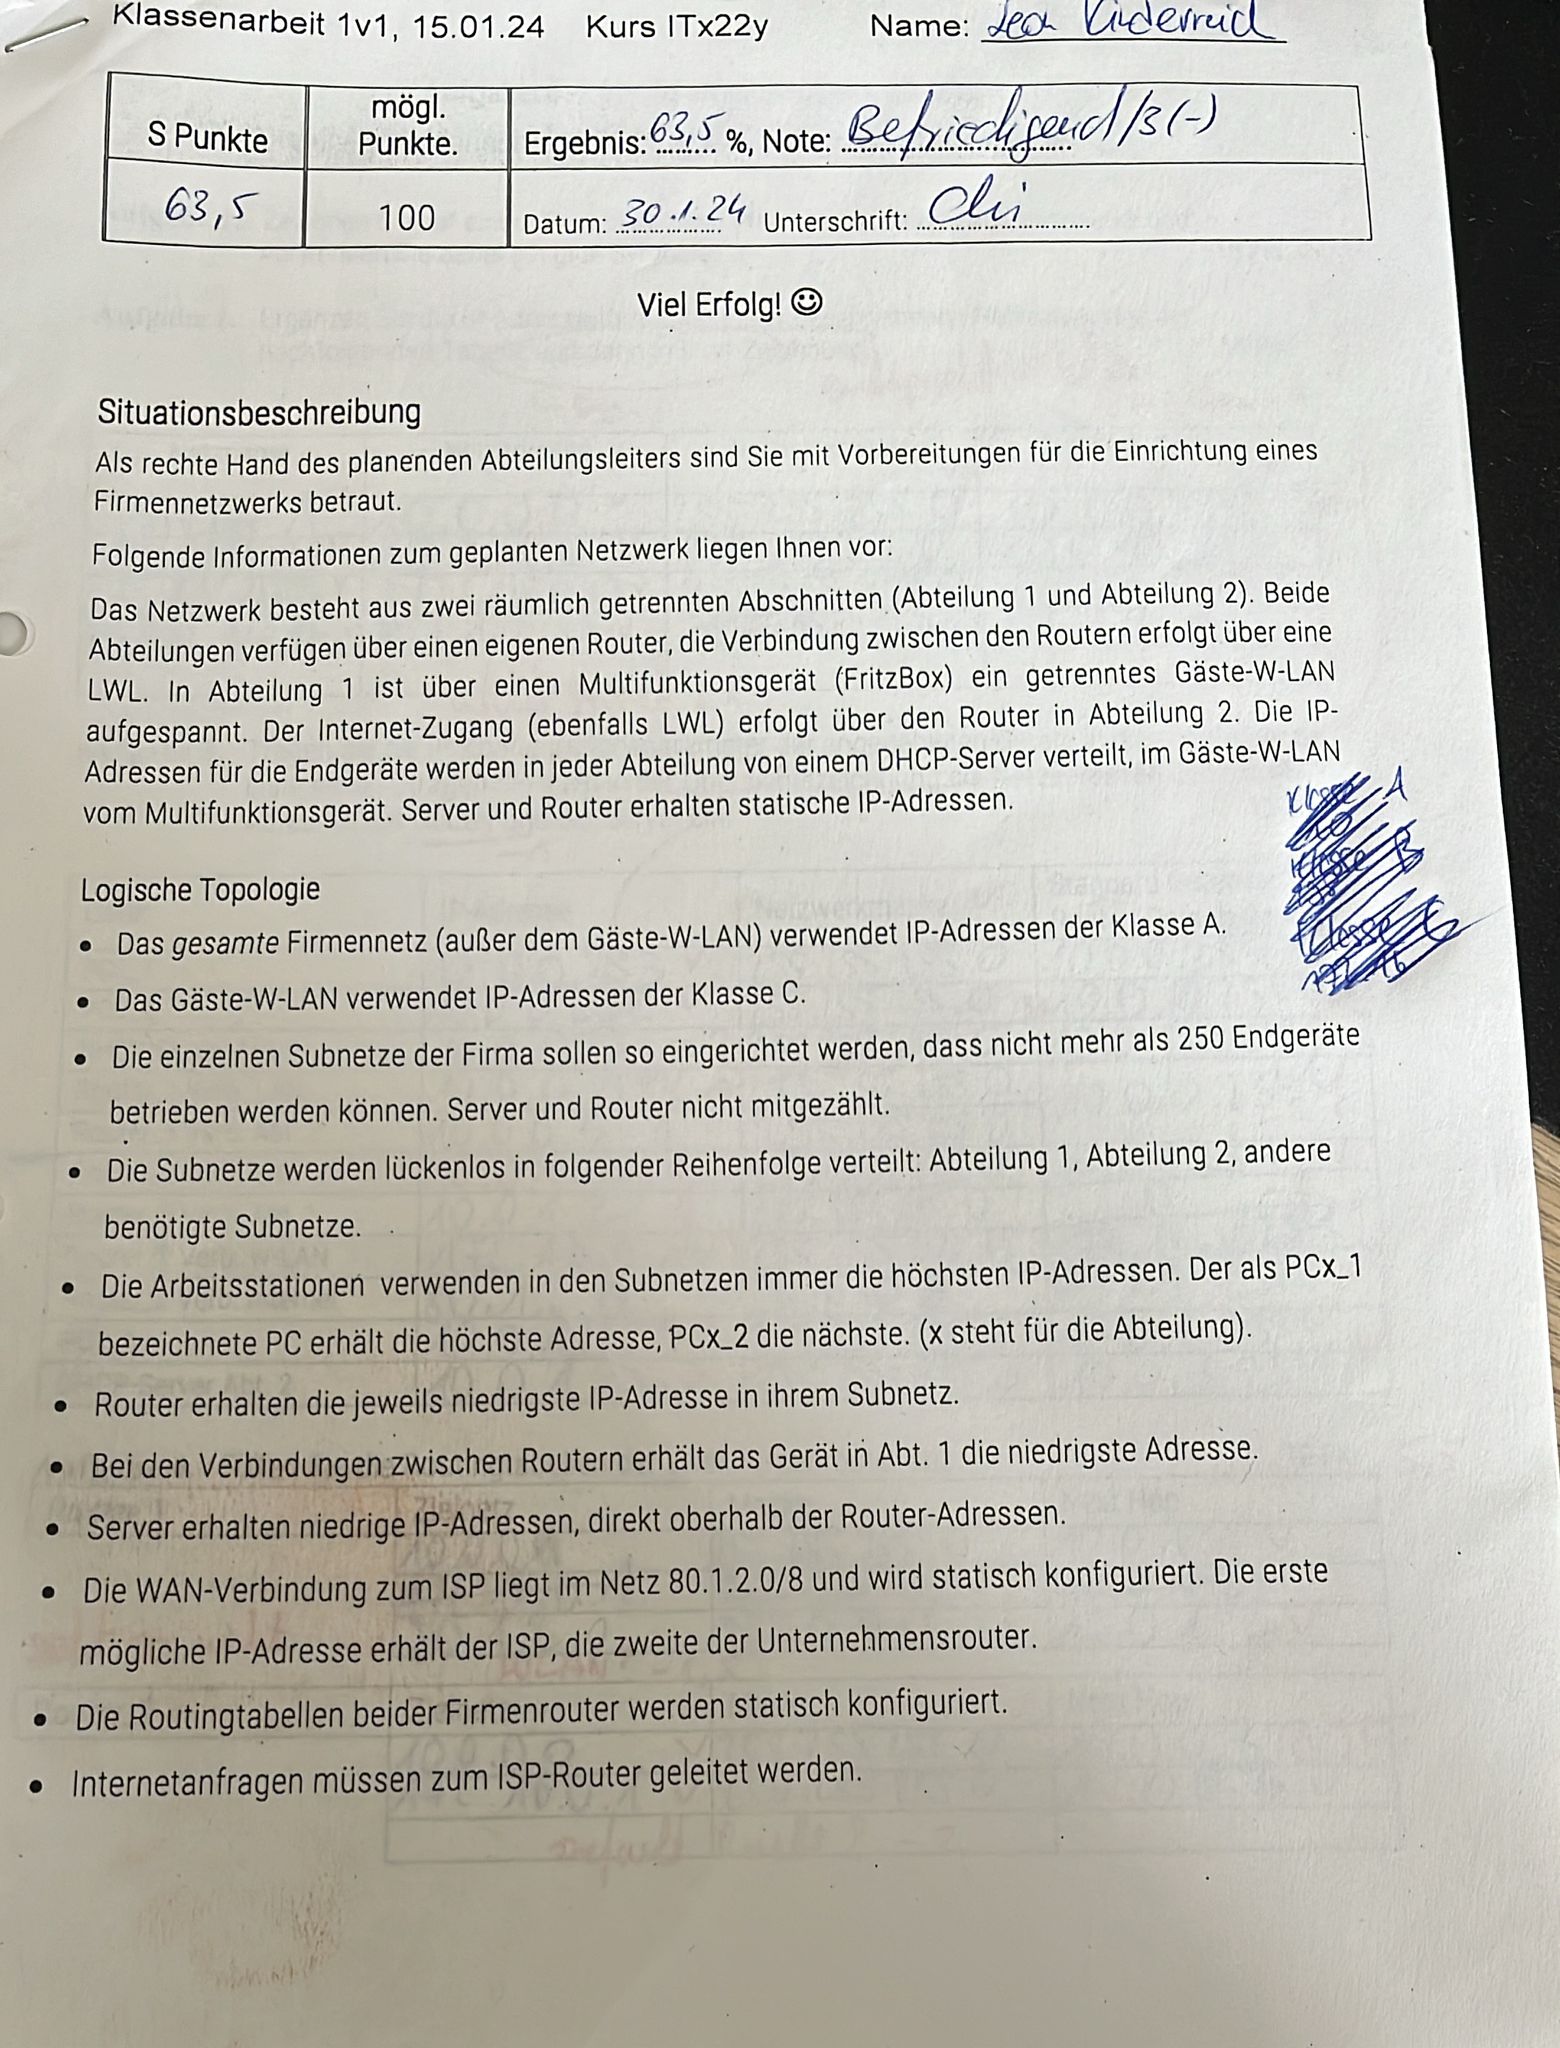 Klassenarbeit 1v1, 15.01.24 Kurs ITx22y Name:
S Punkte
mögl. Punkte.
Ergebnis: 63,5 %, Note: Befriedigend/3(-)
63,5
100
Datum: 30.1.24 Unterschrift:
Viel Erfolg! ☺
Situationsbeschreibung
Als rechte Hand des planenden Abteilungsleiters sind Sie mit Vorbereitungen für die Einrichtung eines
Firmennetzwerks betraut.
Folgende Informationen zum geplanten Netzwerk liegen Ihnen vor:
Das Netzwerk besteht aus zwei räumlich getrennten Abschnitten (Abteilung 1 und Abteilung 2). Beide
Abteilungen verfügen über einen eigenen Router, die Verbindung zwischen den Routern erfolgt über eine
LWL. In Abteilung 1 ist über einen Multifunktionsgerät (FritzBox) ein getrenntes Gäste-W-LAN
aufgespannt. Der Internet-Zugang (ebenfalls LWL) erfolgt über den Router in Abteilung 2. Die IP-
Adressen für die Endgeräte werden in jeder Abteilung von einem DHCP-Server verteilt, im Gäste-W-LAN
vom Multifunktionsgerät. Server und Router erhalten statische IP-Adressen.
Klasse A
Klasse B
Klasse C
Logische Topologie
• Das gesamte Firmennetz (außer dem Gäste-W-LAN) verwendet IP-Adressen der Klasse A.
• Das Gäste-W-LAN verwendet IP-Adressen der Klasse C.
• Die einzelnen Subnetze der Firma sollen so eingerichtet werden, dass nicht mehr als 250 Endgeräte
betrieben werden können. Server und Router nicht mitgezählt.
• Die Subnetze werden lückenlos in folgender Reihenfolge verteilt: Abteilung 1, Abteilung 2, andere
benötigte Subnetze.
• Die Arbeitsstationen verwenden in den Subnetzen immer die höchsten IP-Adressen. Der als PCx_1
bezeichnete PC erhält die höchste Adresse, PCx_2 die nächste. (x steht für die Abteilung).
• Router erhalten die jeweils niedrigste IP-Adresse in ihrem Subnetz.
• Bei den Verbindungen zwischen Routern erhält das Gerät in Abt. 1 die niedrigste Adresse.
• Server erhalten niedrige IP-Adressen, direkt oberhalb der Router-Adressen.
• Die WAN-Verbindung zum ISP liegt im Netz 80.1.2.0/8 und wird statisch konfiguriert. Die erste
mögliche IP-Adresse erhält der ISP, die zweite der Unternehmensrouter.
• Die Routingtabellen beider Firmenrouter werden statisch konfiguriert.
• Internetanfragen müssen zum ISP-Router geleitet werden.